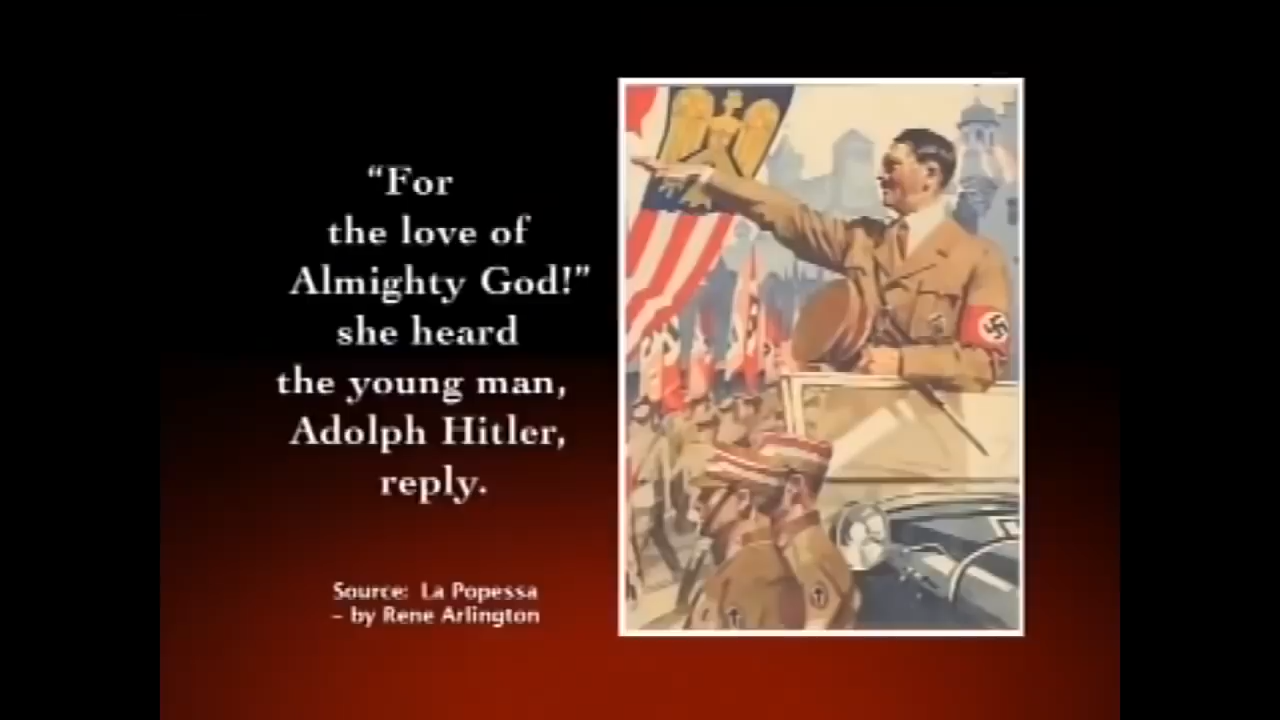 “For
the love of
Almighty God!”
she heard
the young man,
Adolph Hitler,
reply.
Source: La Popessa
– by Rene Arlington